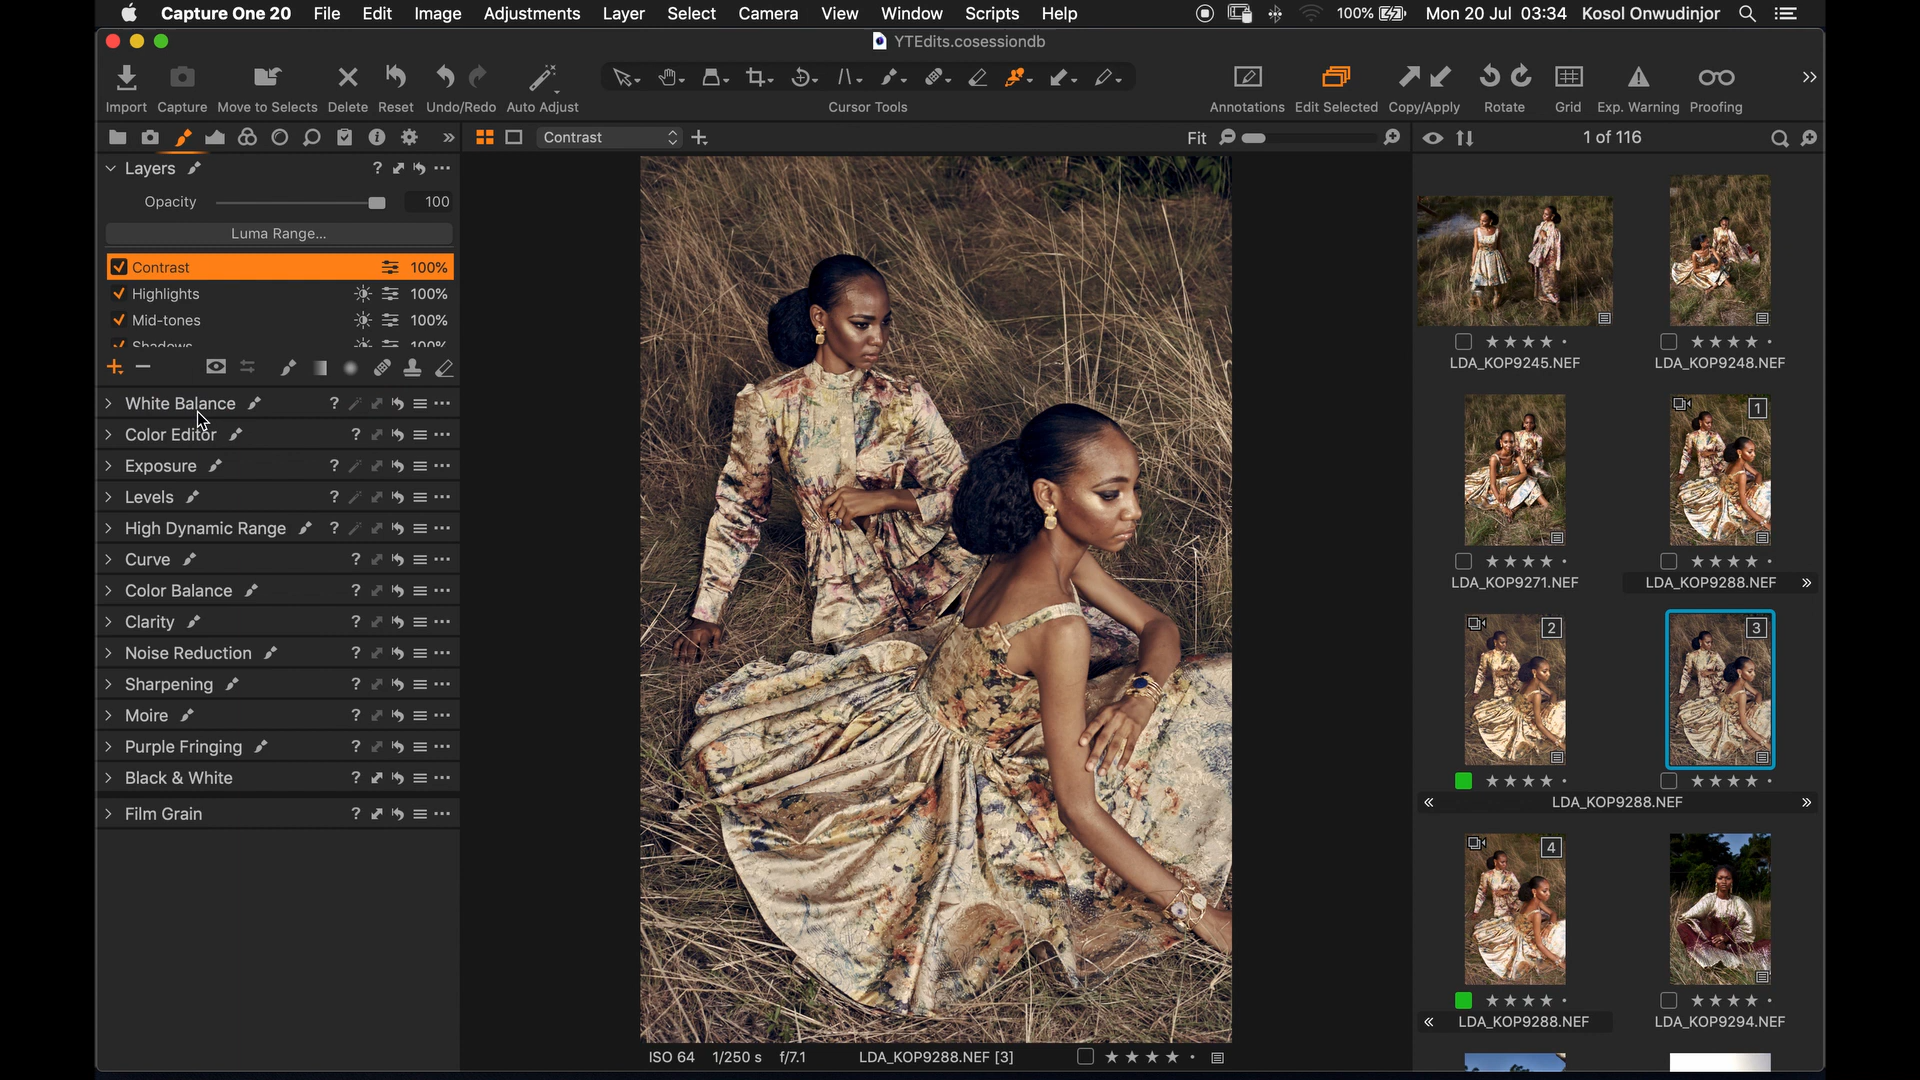 Capture One 20 File Edit Image Adjustments Layer Select Camera View Window Scripts Help 100% Mon 20 Jul 03:34 Kosol Onwudinjor
YTEdits.cosessiondb
Import Capture Move to Selects Delete Reset Undo/Redo Auto Adjust Cursor Tools Annotations Edit Selected Copy/Apply Rotate Grid Exp. Warning Proofing
Contrast Fit 1 of 116
Layers ?
Opacity 100
Luma Range...
Contrast 100%
Highlights 100%
Mid-tones 100%
Shadows 100%
White Balance ?
Color Editor ?
Exposure ?
Levels ?
High Dynamic Range ?
Curve ?
Color Balance ?
Clarity ?
Noise Reduction ?
Sharpening ?
Moire ?
Purple Fringing ?
Black & White ?
Film Grain ?
ISO 64 1/250 s f/7.1 LDA_KOP9288.NEF [3]
LDA_KOP9245.NEF LDA_KOP9248.NEF
1
LDA_KOP9271.NEF LDA_KOP9288.NEF
2 3
LDA_KOP9288.NEF
4
LDA_KOP9288.NEF LDA_KOP9294.NEF